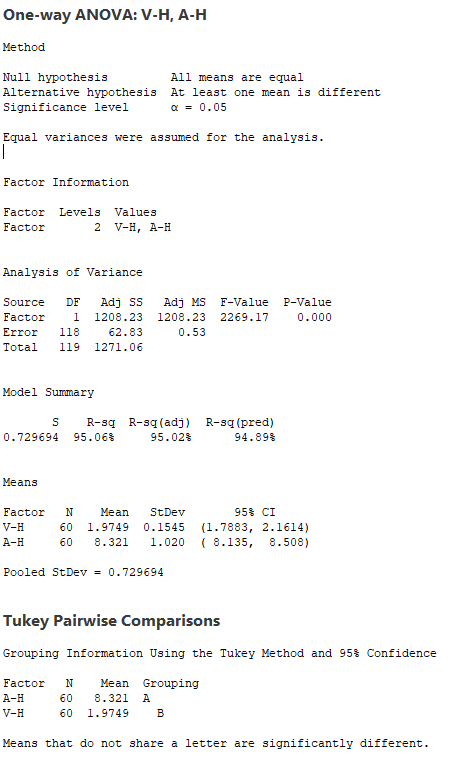 One-way ANOVA: V-H, A-H
Method
Null hypothesis All means are equal
Alternative hypothesis At least one mean is different
Significance level α = 0.05
Equal variances were assumed for the analysis.
Factor Information
Factor Levels Values
Factor 2 V-H, A-H
Analysis of Variance
Source DF Adj SS Adj MS F-Value P-Value
Factor 1 1208.23 1208.23 2269.17 0.000
Error 118 62.83 0.53
Total 119 1271.06
Model Summary
S R-sq R-sq(adj) R-sq(pred)
0.729694 95.06% 95.02% 94.89%
Means
Factor N Mean StDev 95% CI
V-H 60 1.9749 0.1545 (1.7883, 2.1614)
A-H 60 8.321 1.020 ( 8.135, 8.508)
Pooled StDev = 0.729694
Tukey Pairwise Comparisons
Grouping Information Using the Tukey Method and 95% Confidence
Factor N Mean Grouping
A-H 60 8.321 A
V-H 60 1.9749 B
Means that do not share a letter are significantly different.